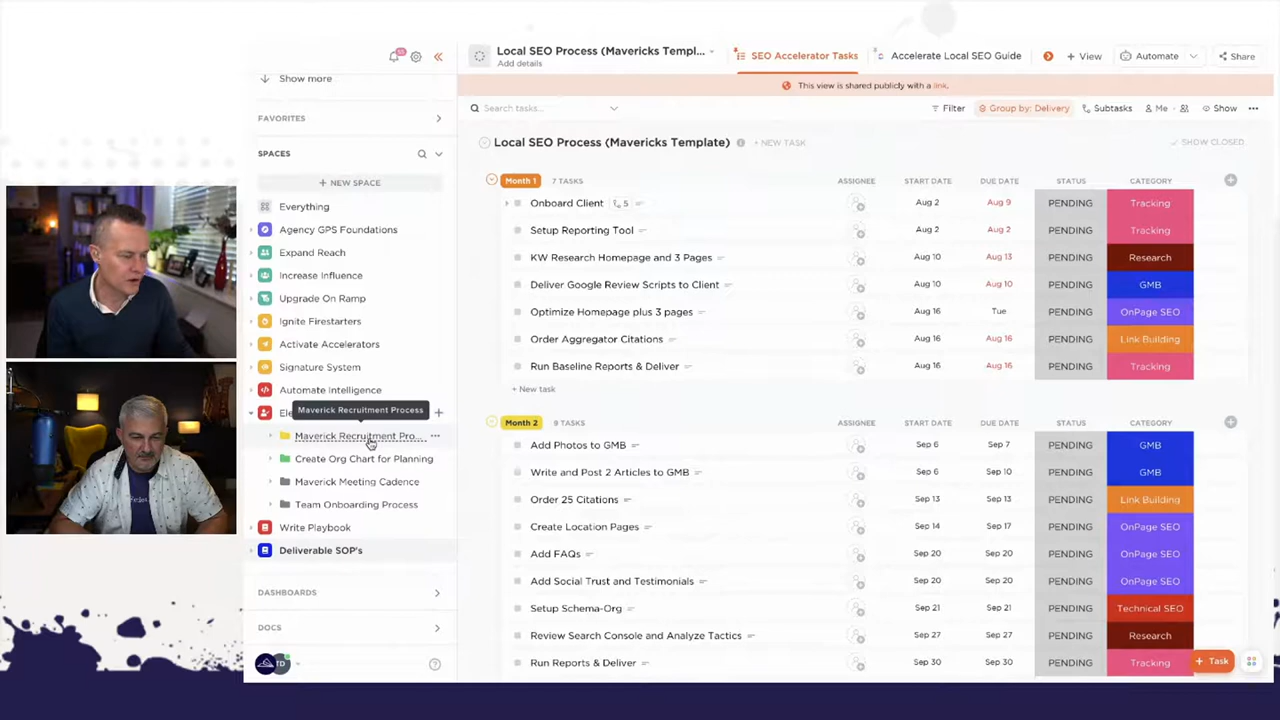 Show more
FAVORITES
SPACES
+ NEW SPACE
Everything
Agency GPS Foundations
Expand Reach
Increase Influence
Upgrade On Ramp
Ignite Firestarters
Activate Accelerators
Signature System
Automate Intelligence
Maverick Recruitment Process
Maverick Recruitment Pro...
Create Org Chart for Planning
Maverick Meeting Cadence
Team Onboarding Process
Write Playbook
Deliverable SOP's
DASHBOARDS
DOCS
TD
Local SEO Process (Mavericks Templ...
Add details
SEO Accelerator Tasks
Accelerate Local SEO Guide
+ View
Automate
Share
This view is shared publicly with a link.
Search tasks...
Filter
Group by: Delivery
Subtasks
Me
Show
Local SEO Process (Mavericks Template) + NEW TASK
SHOW CLOSED
Month 1 7 TASKS ASSIGNEE START DATE DUE DATE STATUS CATEGORY
Onboard Client 5 Aug 2 Aug 9 PENDING Tracking
Setup Reporting Tool Aug 2 Aug 2 PENDING Tracking
KW Research Homepage and 3 Pages Aug 10 Aug 13 PENDING Research
Deliver Google Review Scripts to Client Aug 10 Aug 10 PENDING GMB
Optimize Homepage plus 3 pages Aug 16 Tue PENDING OnPage SEO
Order Aggregator Citations Aug 16 Aug 16 PENDING Link Building
Run Baseline Reports & Deliver Aug 16 Aug 16 PENDING Tracking
+ New task
Month 2 9 TASKS ASSIGNEE START DATE DUE DATE STATUS CATEGORY
Add Photos to GMB Sep 6 Sep 7 PENDING GMB
Write and Post 2 Articles to GMB Sep 6 Sep 10 PENDING GMB
Order 25 Citations Sep 13 Sep 17 PENDING Link Building
Create Location Pages Sep 14 Sep 17 PENDING OnPage SEO
Add FAQs Sep 20 Sep 20 PENDING OnPage SEO
Add Social Trust and Testimonials Sep 20 Sep 20 PENDING OnPage SEO
Setup Schema-Org Sep 21 Sep 21 PENDING Technical SEO
Review Search Console and Analyze Tactics Sep 27 Sep 27 PENDING Research
Run Reports & Deliver Sep 30 Sep 30 PENDING Tracking
+ Task